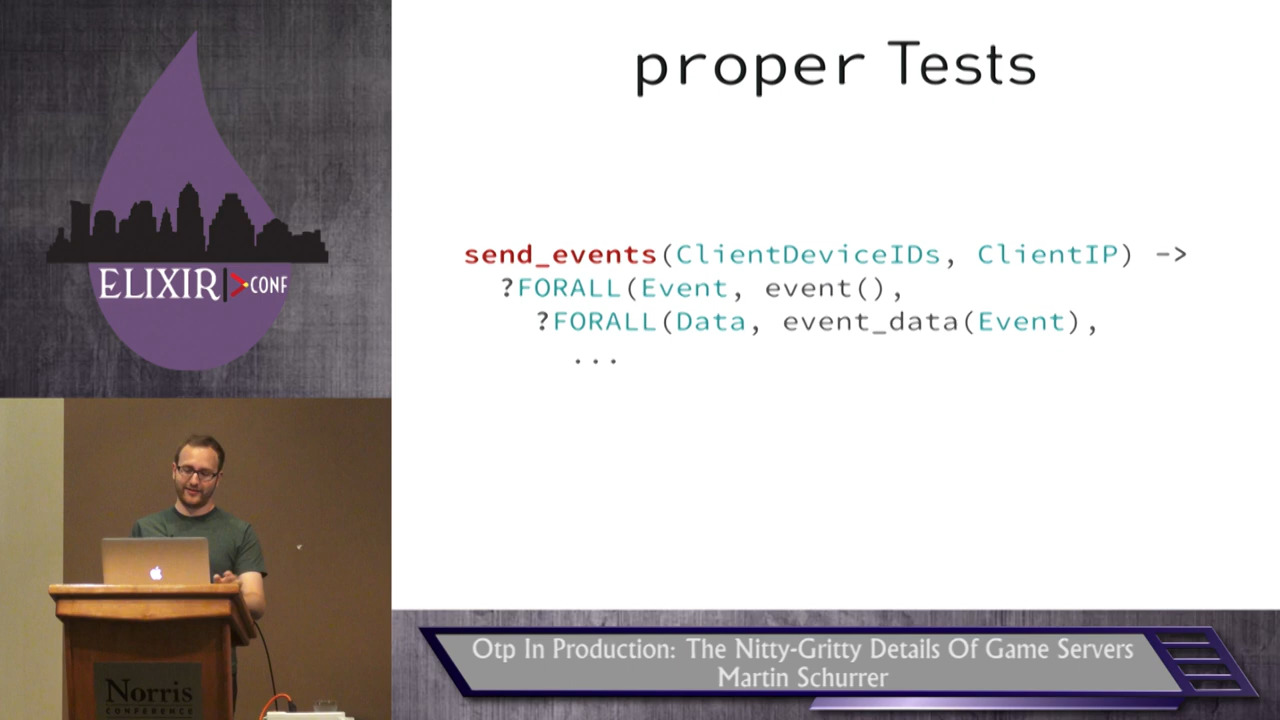 proper Tests
send_events(ClientDeviceIDs, ClientIP) ->
?FORALL(Event, event(),
?FORALL(Data, event_data(Event),
...
ELIXIR CONF
Norris
CONFERENCE
Otp In Production: The Nitty-Gritty Details Of Game Servers
Martin Schurrer